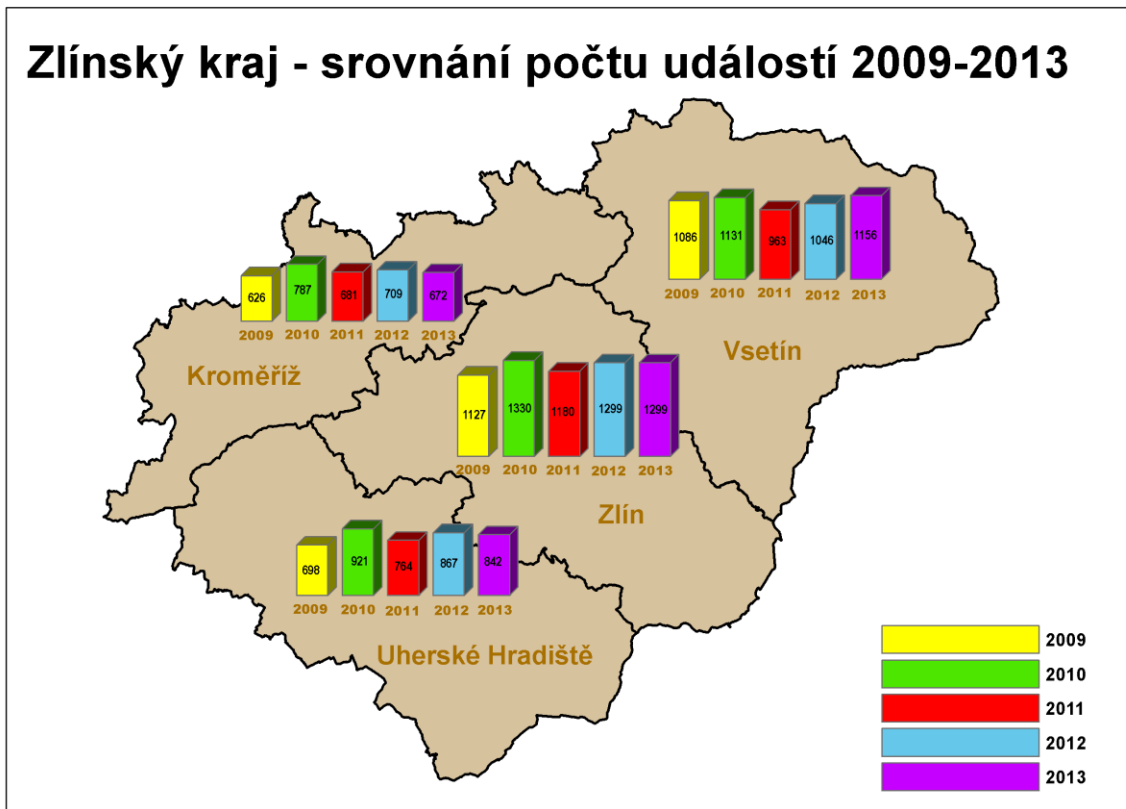 Zlínský kraj - srovnání počtu událostí 2009-2013
1086 1131 963 1046 1156
2009 2010 2011 2012 2013
Vsetín
626 787 681 709 672
2009 2010 2011 2012 2013
Kroměříž
1127 1330 1180 1299 1299
2009 2010 2011 2012 2013
Zlín
698 921 764 867 842
2009 2010 2011 2012 2013
Uherské Hradiště
2009
2010
2011
2012
2013